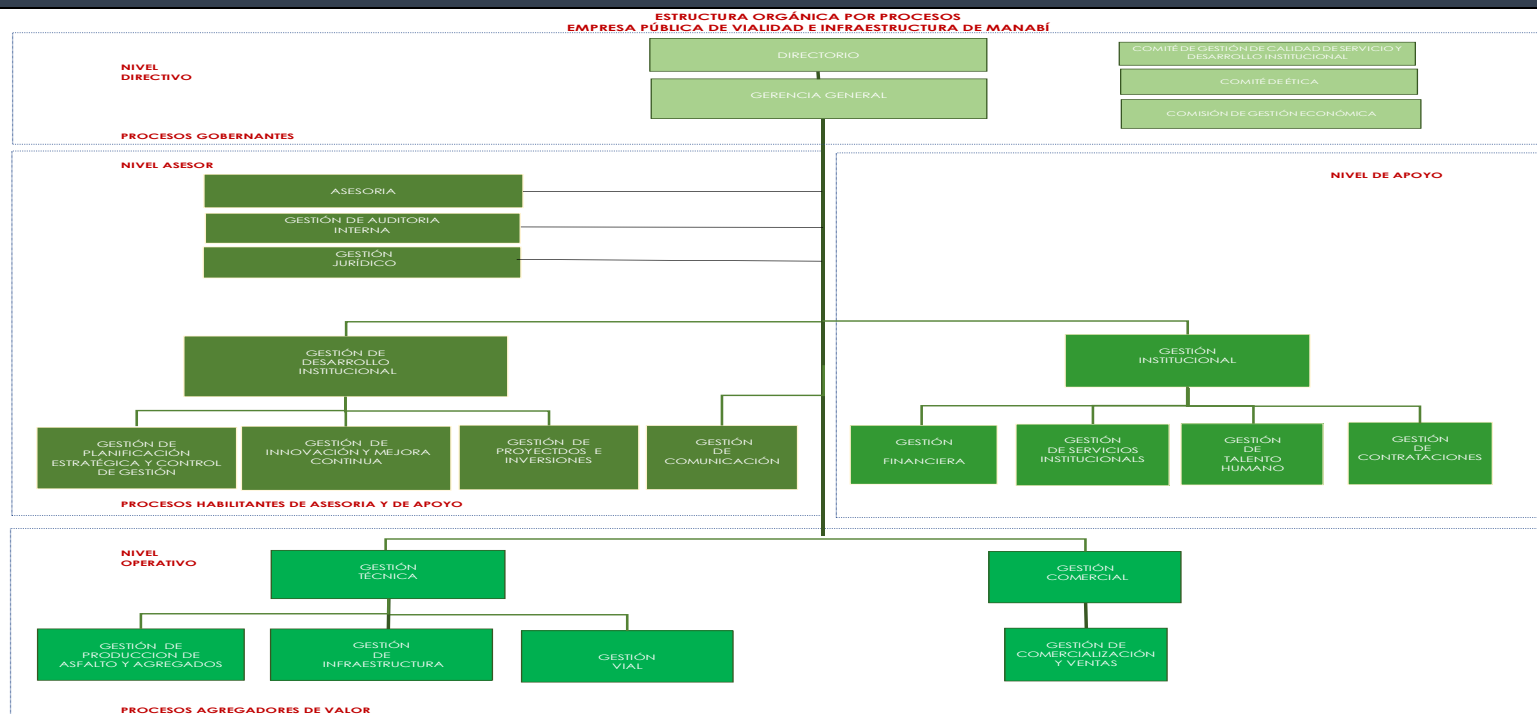 ESTRUCTURA ORGÁNICA POR PROCESOS
EMPRESA PÚBLICA DE VIALIDAD E INFRAESTRUCTURA DE MANABÍ
NIVEL
DIRECTIVO
DIRECTORIO
GERENCIA GENERAL
COMITÉ DE GESTIÓN DE CALIDAD DE SERVICIO Y
DESARROLLO INSTITUCIONAL
COMITÉ DE ÉTICA
COMISIÓN DE GESTIÓN ECONÓMICA
PROCESOS GOBERNANTES
NIVEL ASESOR
NIVEL DE APOYO
ASESORIA
GESTIÓN DE AUDITORIA
INTERNA
GESTIÓN
JURÍDICO
GESTIÓN DE
DESARROLLO
INSTITUCIONAL
GESTIÓN
INSTITUCIONAL
GESTIÓN DE
PLANIFICACIÓN
ESTRATÉGICA Y CONTROL
DE GESTIÓN
GESTIÓN DE
INNOVACIÓN Y MEJORA
CONTINUA
GESTIÓN DE
PROYECTDOS E
INVERSIONES
GESTIÓN
DE
COMUNICACIÓN
GESTIÓN
FINANCIERA
GESTIÓN
DE SERVICIOS
INSTITUCIONALS
GESTIÓN
DE
TALENTO
HUMANO
GESTIÓN
DE
CONTRATACIONES
PROCESOS HABILITANTES DE ASESORIA Y DE APOYO
NIVEL
OPERATIVO
GESTIÓN
TÉCNICA
GESTIÓN
COMERCIAL
GESTIÓN DE
PRODUCCION DE
ASFALTO Y AGREGADOS
GESTIÓN
DE
INFRAESTRUCTURA
GESTIÓN
VIAL
GESTIÓN DE
COMERCIALIZACIÓN
Y VENTAS
PROCESOS AGREGADORES DE VALOR